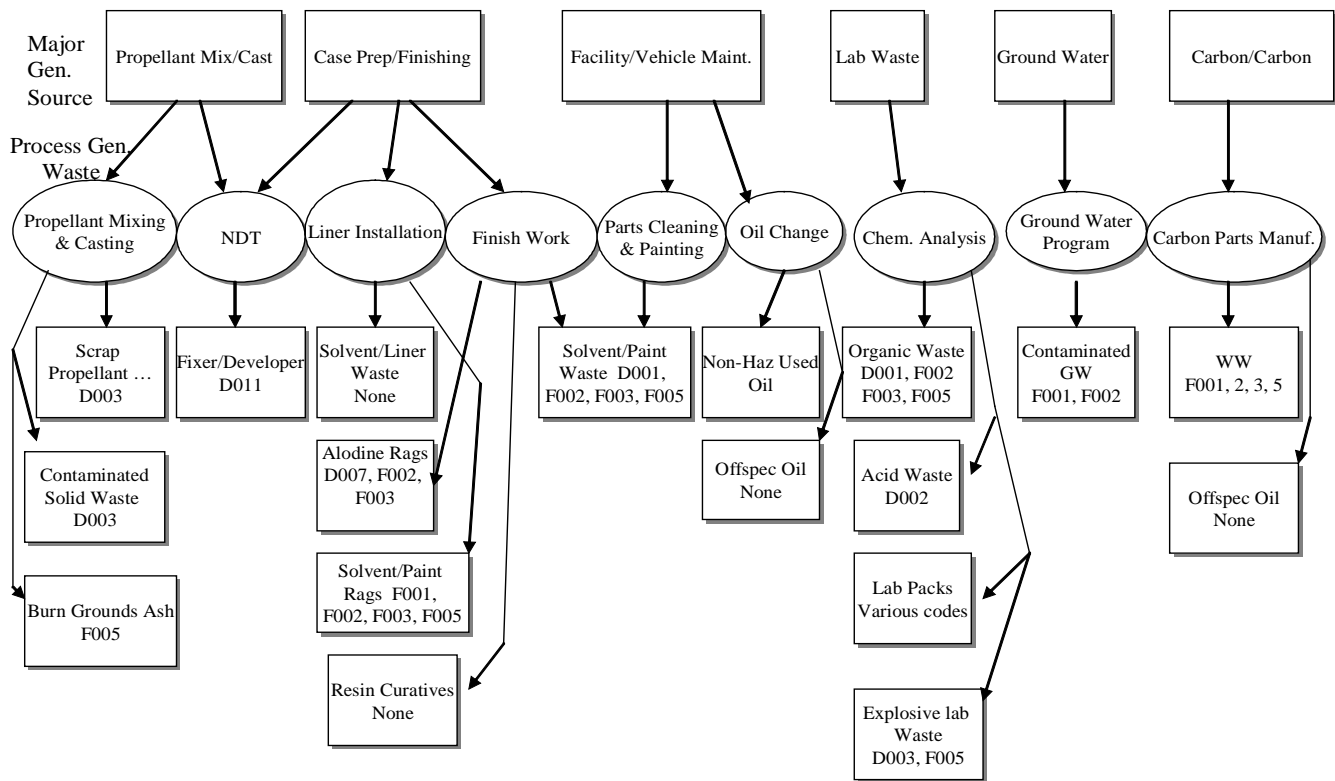 Major
Gen.
Source
Propellant Mix/Cast
Case Prep/Finishing
Facility/Vehicle Maint.
Lab Waste
Ground Water
Carbon/Carbon
Process Gen.
Waste
Propellant Mixing
& Casting
NDT
Liner Installation
Finish Work
Parts Cleaning
& Painting
Oil Change
Chem. Analysis
Ground Water
Program
Carbon Parts Manuf.
Scrap
Propellant …
D003
Fixer/Developer
D011
Solvent/Liner
Waste
None
Solvent/Paint
Waste D001,
F002, F003, F005
Non-Haz Used
Oil
Organic Waste
D001, F002
F003, F005
Contaminated
GW
F001, F002
WW
F001, 2, 3, 5
Contaminated
Solid Waste
D003
Alodine Rags
D007, F002,
F003
Offspec Oil
None
Acid Waste
D002
Offspec Oil
None
Burn Grounds Ash
F005
Solvent/Paint
Rags F001,
F002, F003, F005
Lab Packs
Various codes
Resin Curatives
None
Explosive lab
Waste
D003, F005